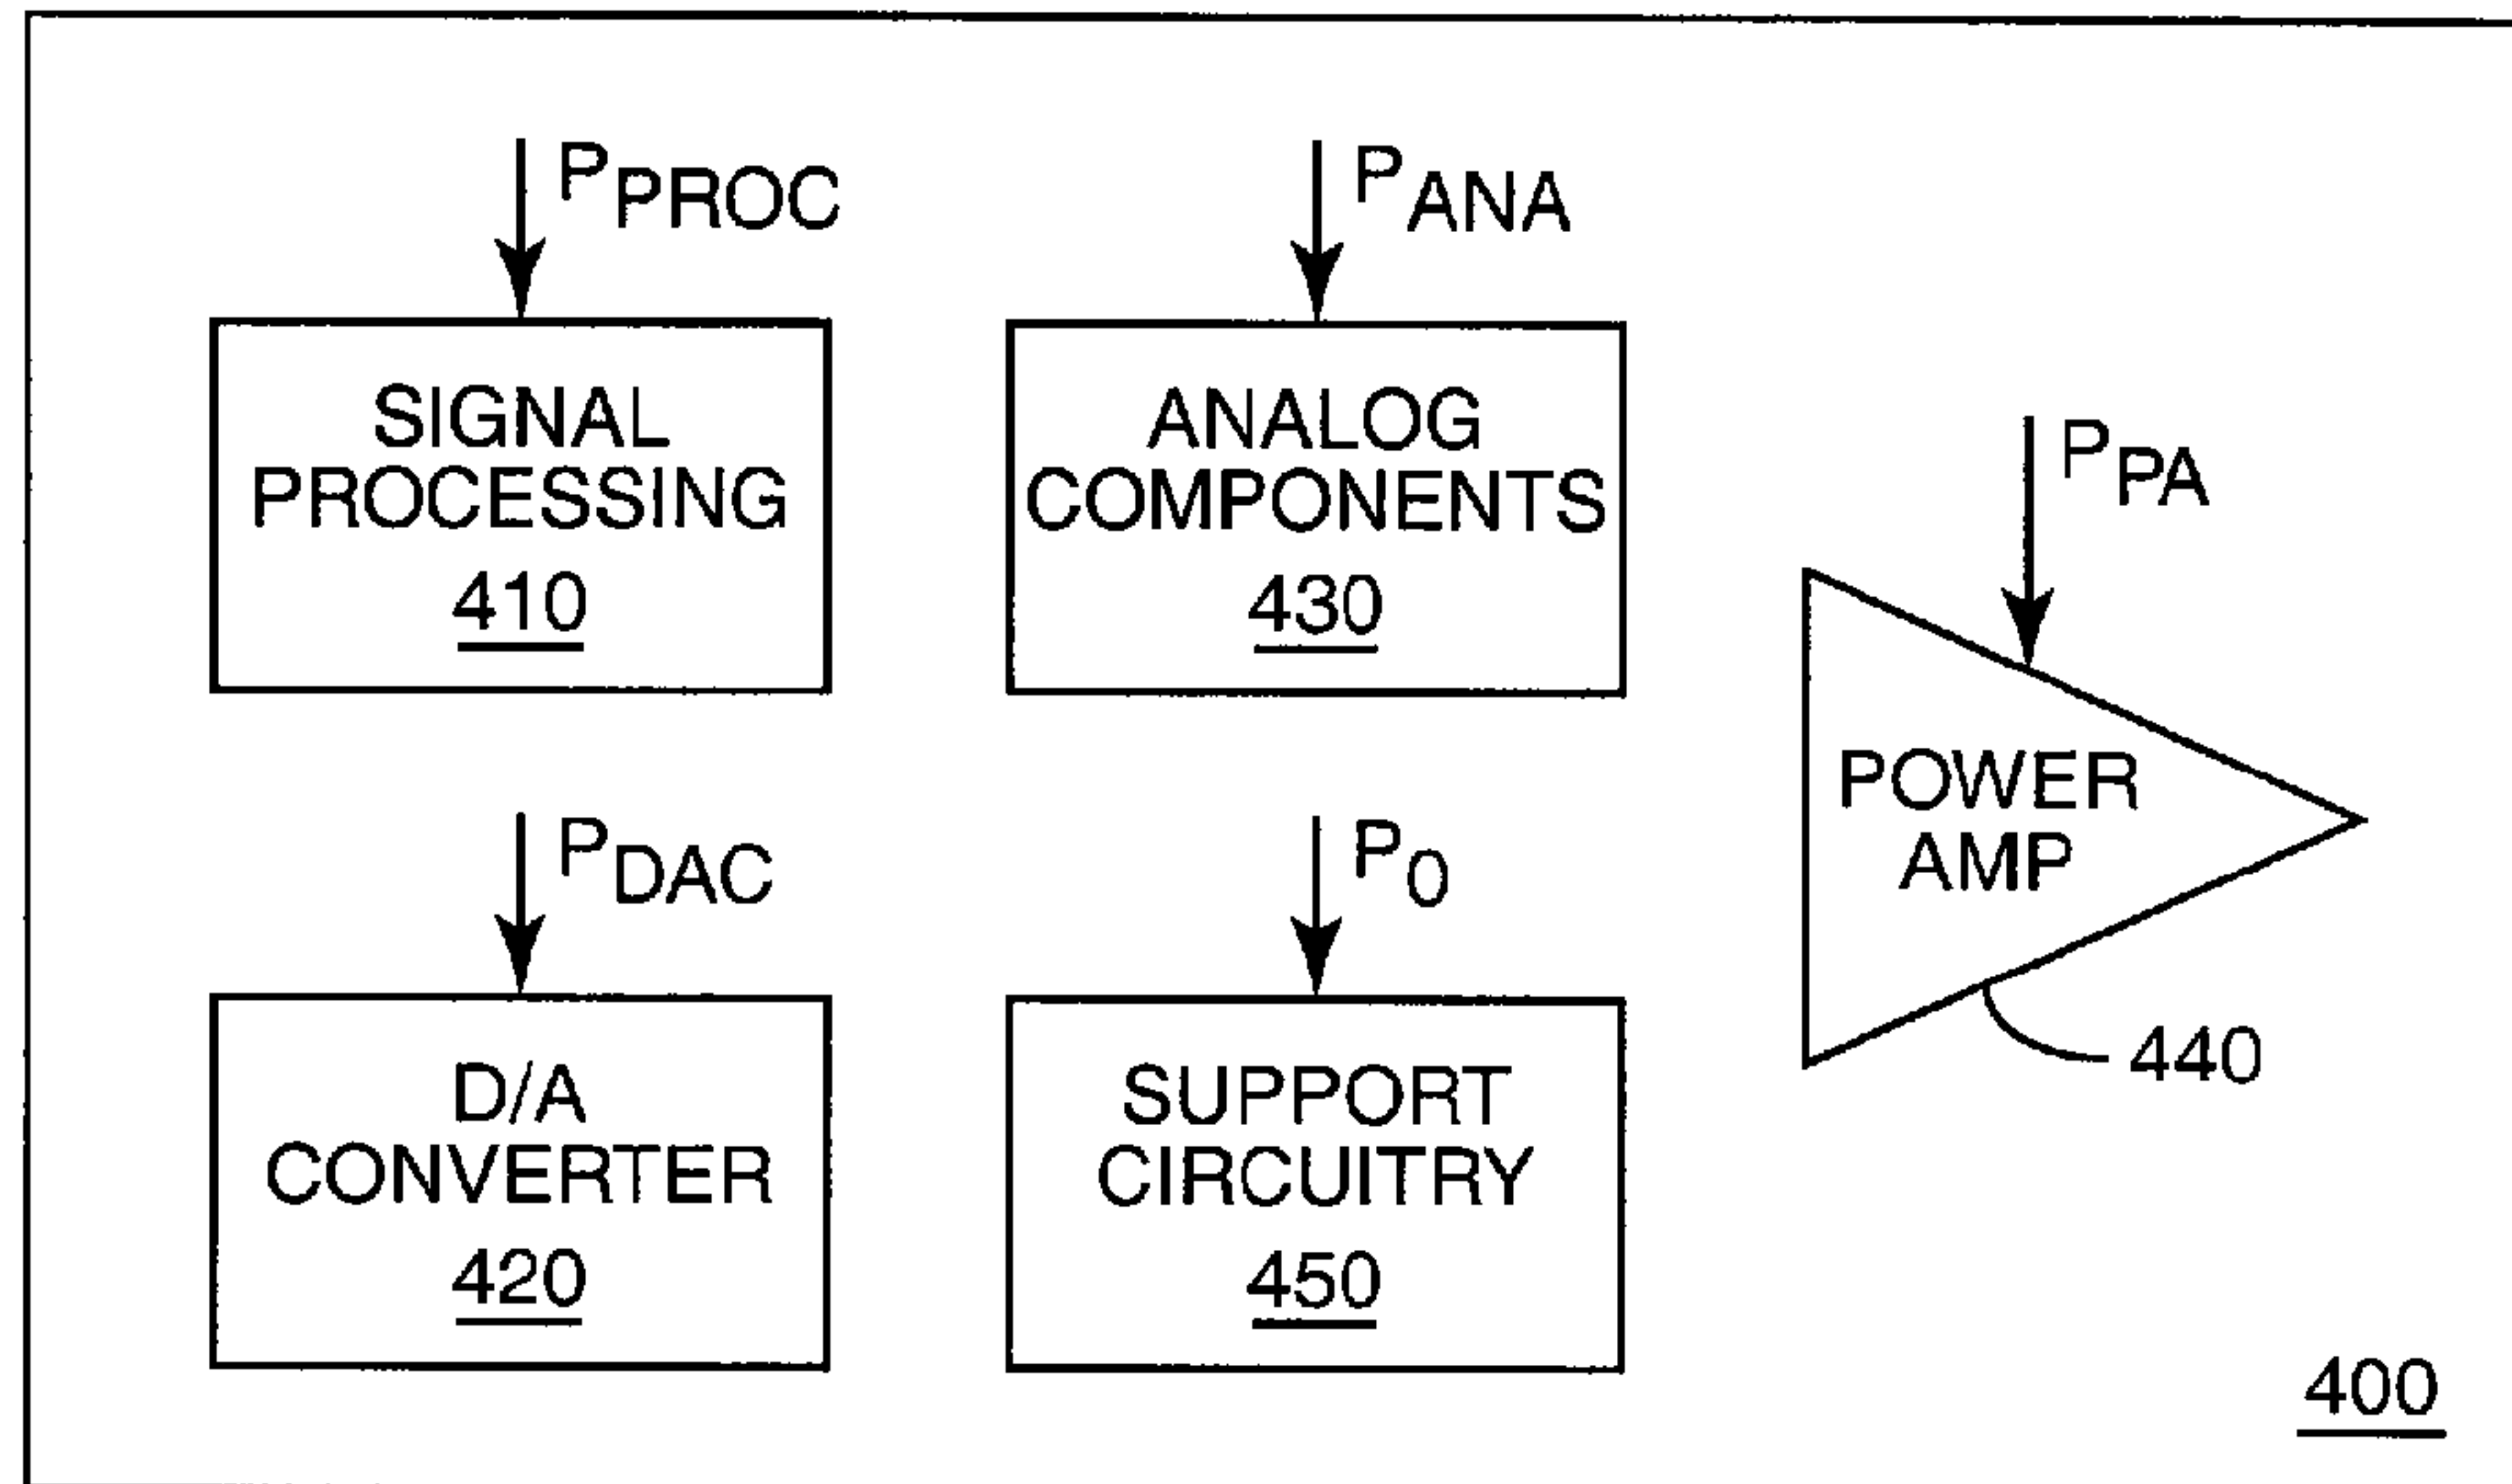 PPROC
SIGNAL
PROCESSING
410
PANA
ANALOG
COMPONENTS
430
PPA
POWER
AMP
440
PDAC
D/A
CONVERTER
420
PO
SUPPORT
CIRCUITRY
450
400